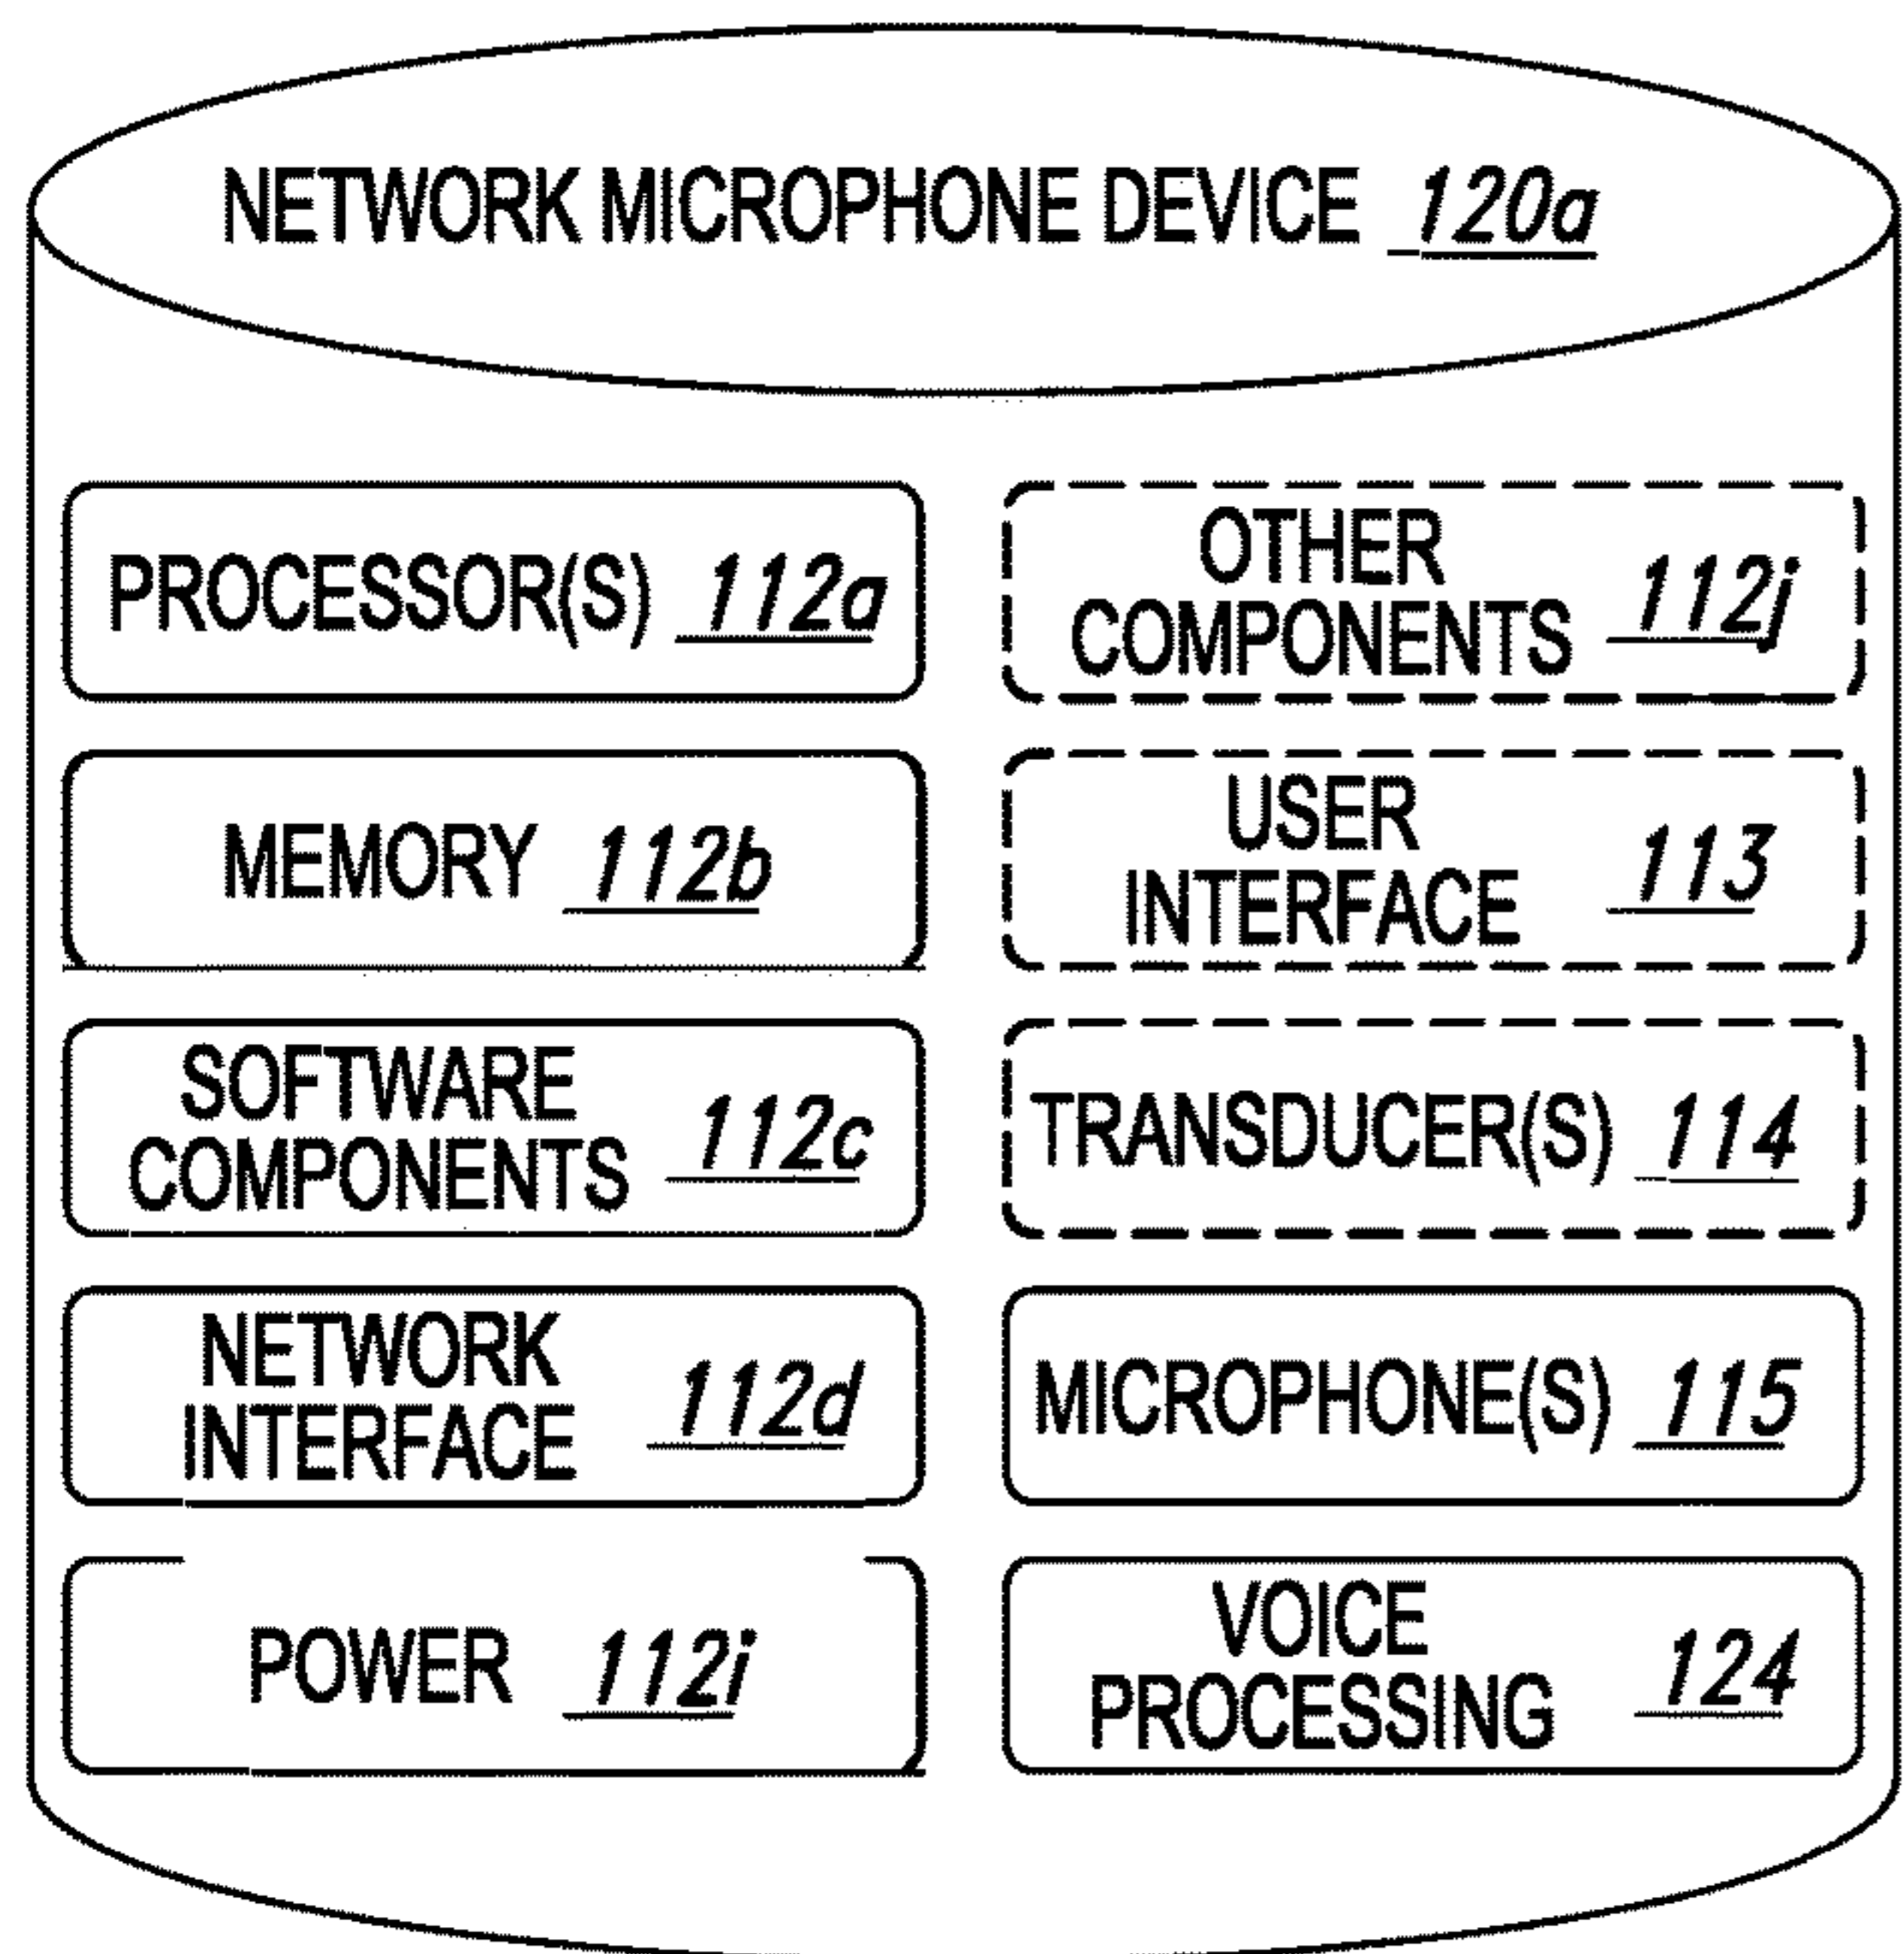 NETWORK MICROPHONE DEVICE 120a
PROCESSOR(S) 112a
MEMORY 112b
SOFTWARE
COMPONENTS 112c
NETWORK
INTERFACE 112d
POWER 112i
OTHER
COMPONENTS 112j
USER
INTERFACE 113
TRANSDUCER(S) 114
MICROPHONE(S) 115
VOICE
PROCESSING 124